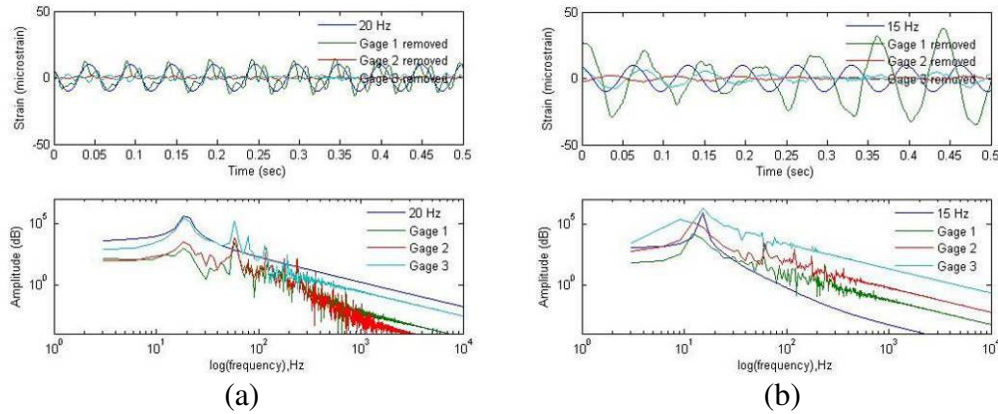 50
0
-50
Strain (microstrain)
0 0.05 0.1 0.15 0.2 0.25 0.3 0.35 0.4 0.45 0.5
Time (sec)
20 Hz
Gage 1 removed
Gage 2 removed
Gage 3 removed
50
0
-50
Strain (microstrain)
0 0.05 0.1 0.15 0.2 0.25 0.3 0.35 0.4 0.45 0.5
Time (sec)
15 Hz
Gage 1 removed
Gage 2 removed
Gage 3 removed
10^5
10^0
Amplitude (dB)
10^0 10^1 10^2 10^3 10^4
log(frequency),Hz
20 Hz
Gage 1
Gage 2
Gage 3
10^5
10^0
Amplitude (dB)
10^0 10^1 10^2 10^3 10^4
log(frequency),Hz
15 Hz
Gage 1
Gage 2
Gage 3
(a)
(b)